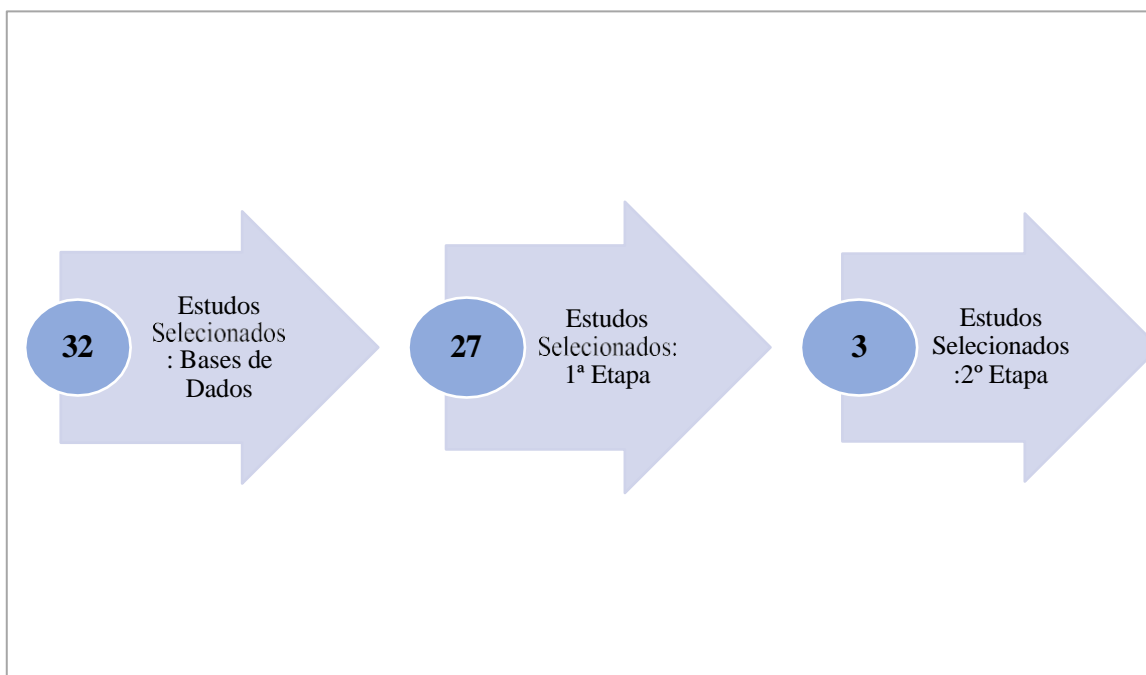 32
Estudos
Selecionados
: Bases de
Dados
27
Estudos
Selecionados:
1ª Etapa
3
Estudos
Selecionados
:2º Etapa